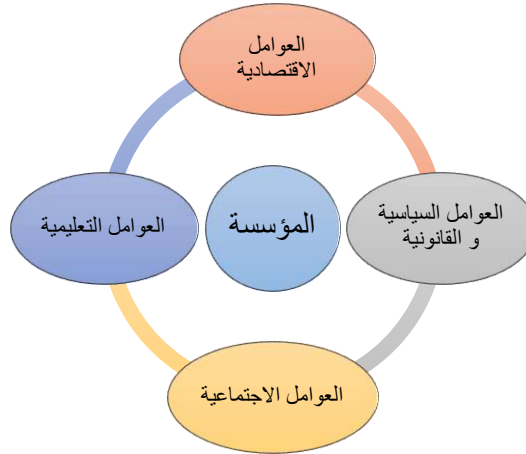 العوامل
الاقتصادية
العوامل السياسية
و القانونية
المؤسسة
العوامل التعليمية
العوامل الاجتماعية